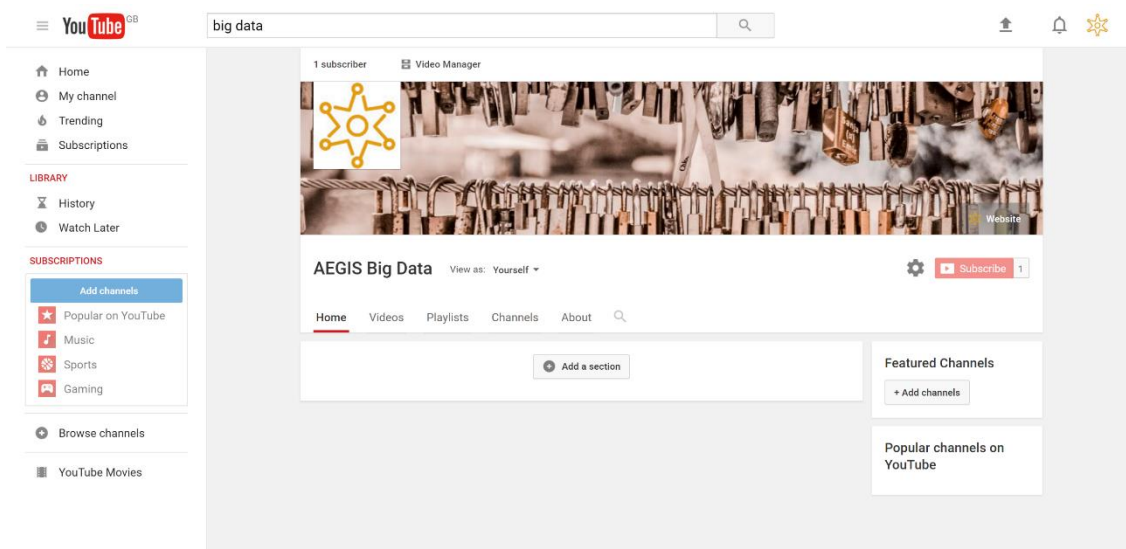 You Tube GB
big data
Home
My channel
Trending
Subscriptions
LIBRARY
History
Watch Later
SUBSCRIPTIONS
Add channels
Popular on YouTube
Music
Sports
Gaming
Browse channels
YouTube Movies
1 subscriber Video Manager
Website
AEGIS Big Data View as: Yourself
Subscribe 1
Home Videos Playlists Channels About
Add a section
Featured Channels
+ Add channels
Popular channels on
YouTube